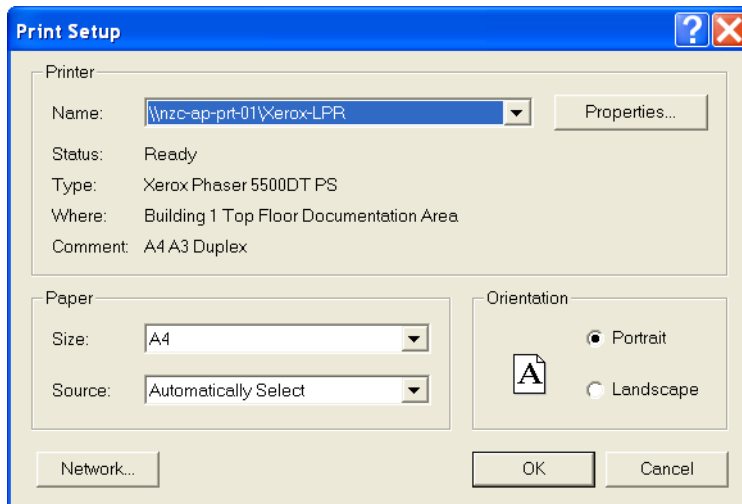 Print Setup
Printer
Name: \\nzc-ap-prt-01\Xerox-LPR Properties...
Status: Ready
Type: Xerox Phaser 5500DT PS
Where: Building 1 Top Floor Documentation Area
Comment: A4 A3 Duplex
Paper
Size: A4
Source: Automatically Select
Orientation
A
Portrait
Landscape
Network... OK Cancel